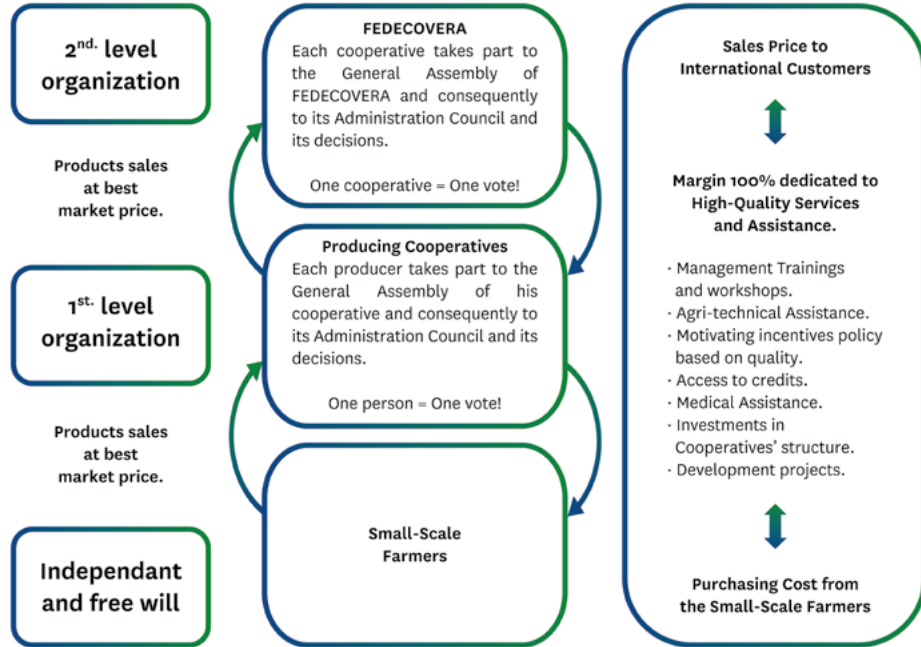 2nd. level
organization
Products sales
at best
market price.
1st. level
organization
Products sales
at best
market price.
Independant
and free will
FEDECOVERA
Each cooperative takes part to
the General Assembly of
FEDECOVERA and consequently
to its Administration Council and
its decisions.
One cooperative = One vote!
Producing Cooperatives
Each producer takes part to the
General Assembly of his
cooperative and consequently to
its Administration Council and its
decisions.
One person = One vote!
Small-Scale
Farmers
Sales Price to
International Customers
Margin 100% dedicated to
High-Quality Services
and Assistance.
· Management Trainings
and workshops.
· Agri-technical Assistance.
· Motivating incentives policy
based on quality.
· Access to credits.
· Medical Assistance.
· Investments in
Cooperatives' structure.
· Development projects.
Purchasing Cost from
the Small-Scale Farmers